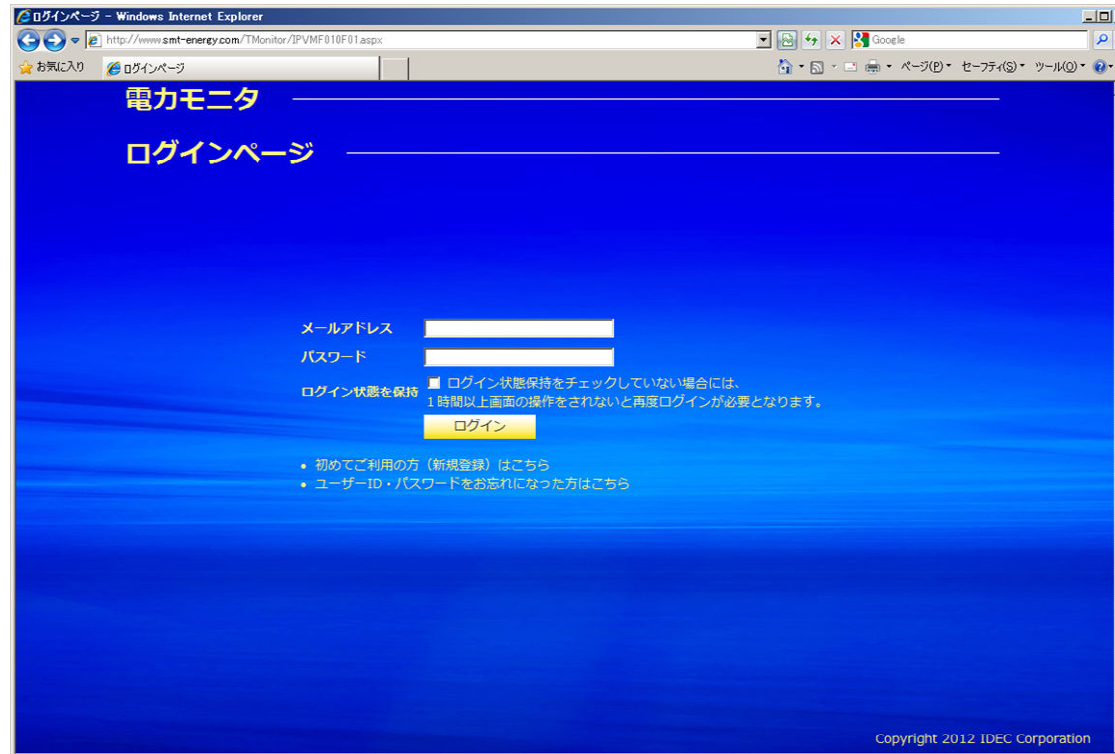 ログインページ - Windows Internet Explorer
http://www.smt-energy.com/TMonitor/IPVMF010F01.aspx
Google
お気に入り
ログインページ
ページ(P)
セーフティ(S)
ツール(O)
電力モニタ
ログインページ
メールアドレス
パスワード
ログイン状態を保持
ログイン状態保持をチェックしていない場合には、
1時間以上画面の操作をされないと再度ログインが必要となります。
ログイン
• 初めてご利用の方（新規登録）はこちら
• ユーザーID・パスワードをお忘れになった方はこちら
Copyright 2012 IDEC Corporation